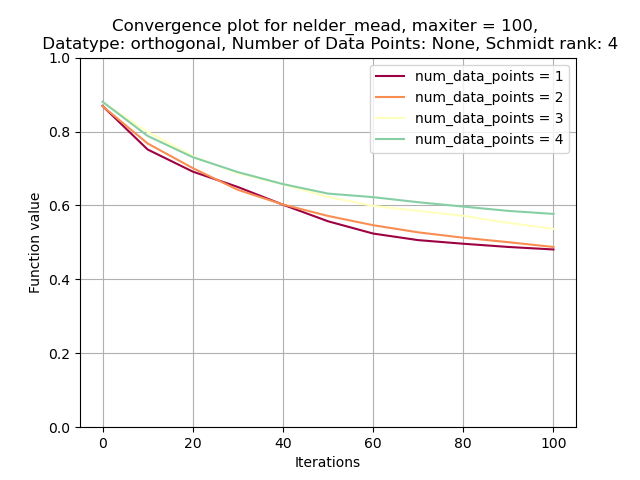 Convergence plot for nelder_mead, maxiter = 100,
Datatype: orthogonal, Number of Data Points: None, Schmidt rank: 4
1.0
0.8
0.6
0.4
0.2
0.0
Function value
num_data_points = 1
num_data_points = 2
num_data_points = 3
num_data_points = 4
0 20 40 60 80 100
Iterations